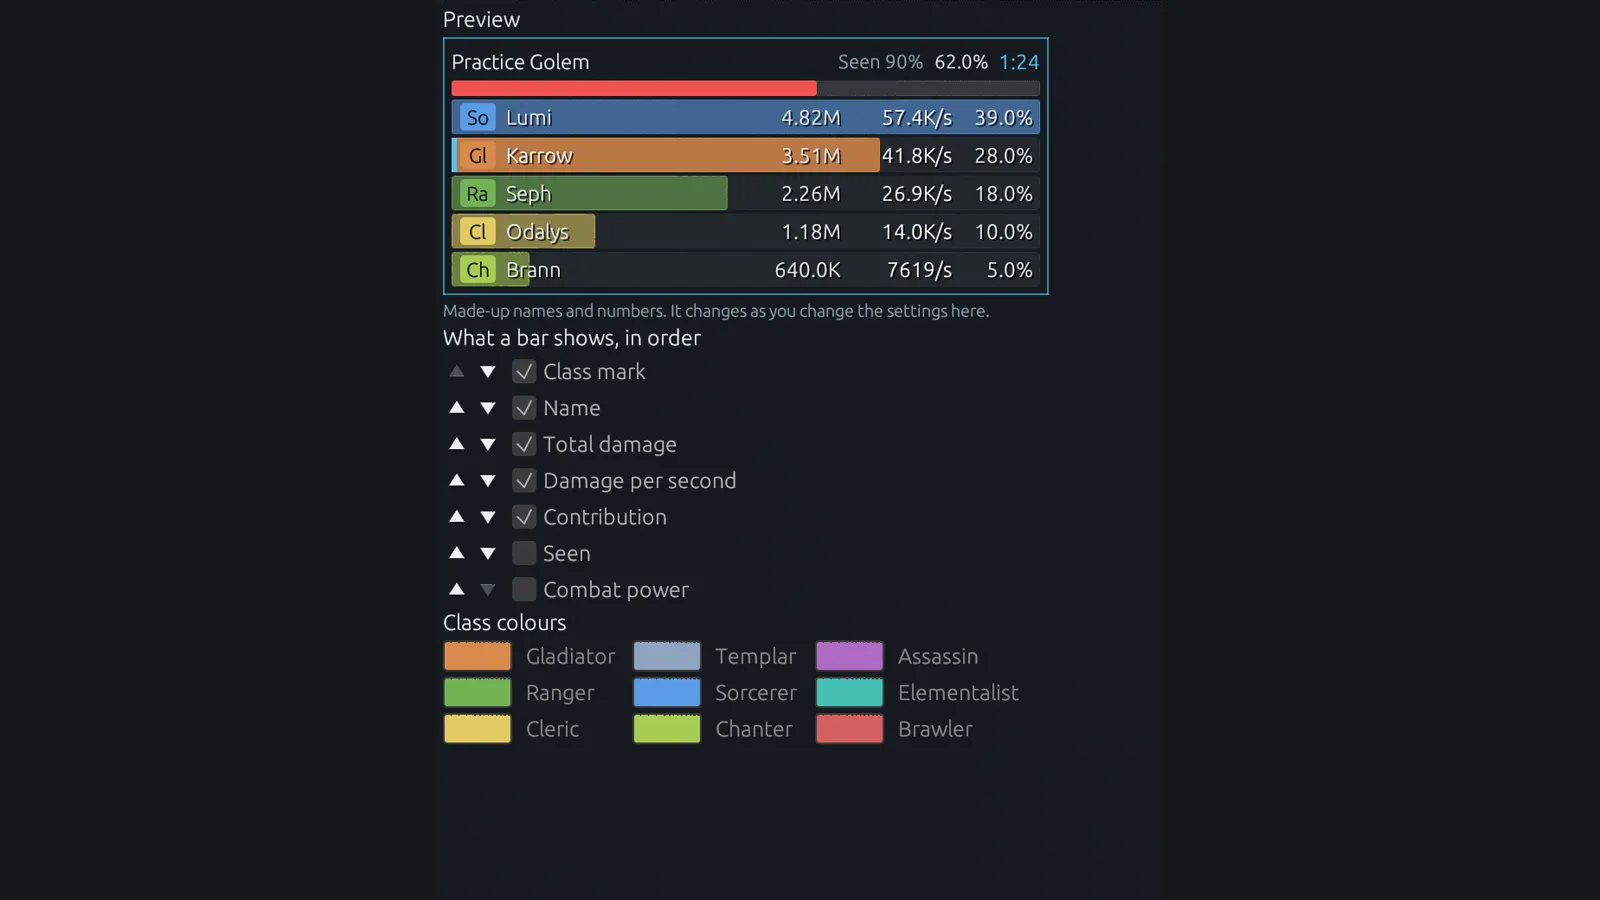 Preview
Practice Golem Seen 90% 62.0% 1:24
So Lumi 4.82M 57.4K/s 39.0%
Gl Karrow 3.51M 41.8K/s 28.0%
Ra Seph 2.26M 26.9K/s 18.0%
Cl Odalys 1.18M 14.0K/s 10.0%
Ch Brann 640.0K 7619/s 5.0%
Made-up names and numbers. It changes as you change the settings here.
What a bar shows, in order
Class mark
Name
Total damage
Damage per second
Contribution
Seen
Combat power
Class colours
Gladiator Templar Assassin
Ranger Sorcerer Elementalist
Cleric Chanter Brawler